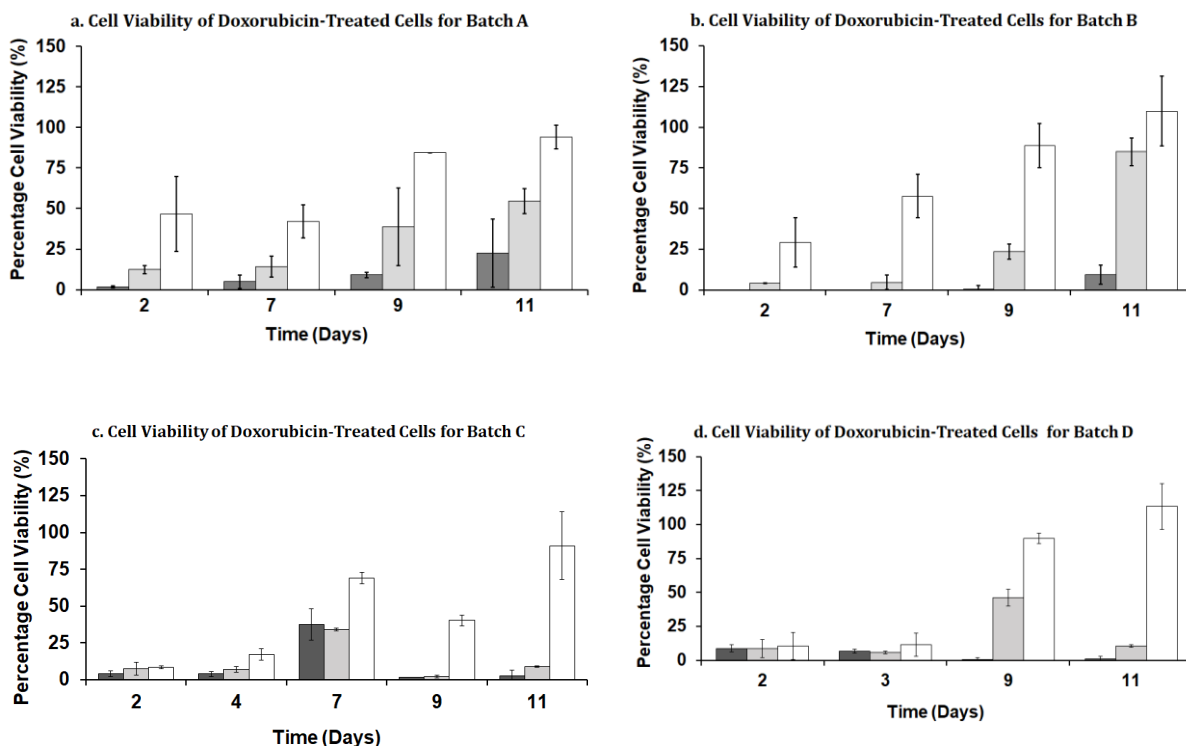 a. Cell Viability of Doxorubicin-Treated Cells for Batch A
Percentage Cell Viability (%)
150
125
100
75
50
25
0
2 7 9 11
Time (Days)
b. Cell Viability of Doxorubicin-Treated Cells for Batch B
Percentage Cell Viability (%)
150
125
100
75
50
25
0
2 7 9 11
Time (Days)
c. Cell Viability of Doxorubicin-Treated Cells for Batch C
Percentage Cell Viability (%)
150
125
100
75
50
25
0
2 4 7 9 11
Time (Days)
d. Cell Viability of Doxorubicin-Treated Cells for Batch D
Percentage Cell Viability (%)
150
125
100
75
50
25
0
2 3 9 11
Time (Days)